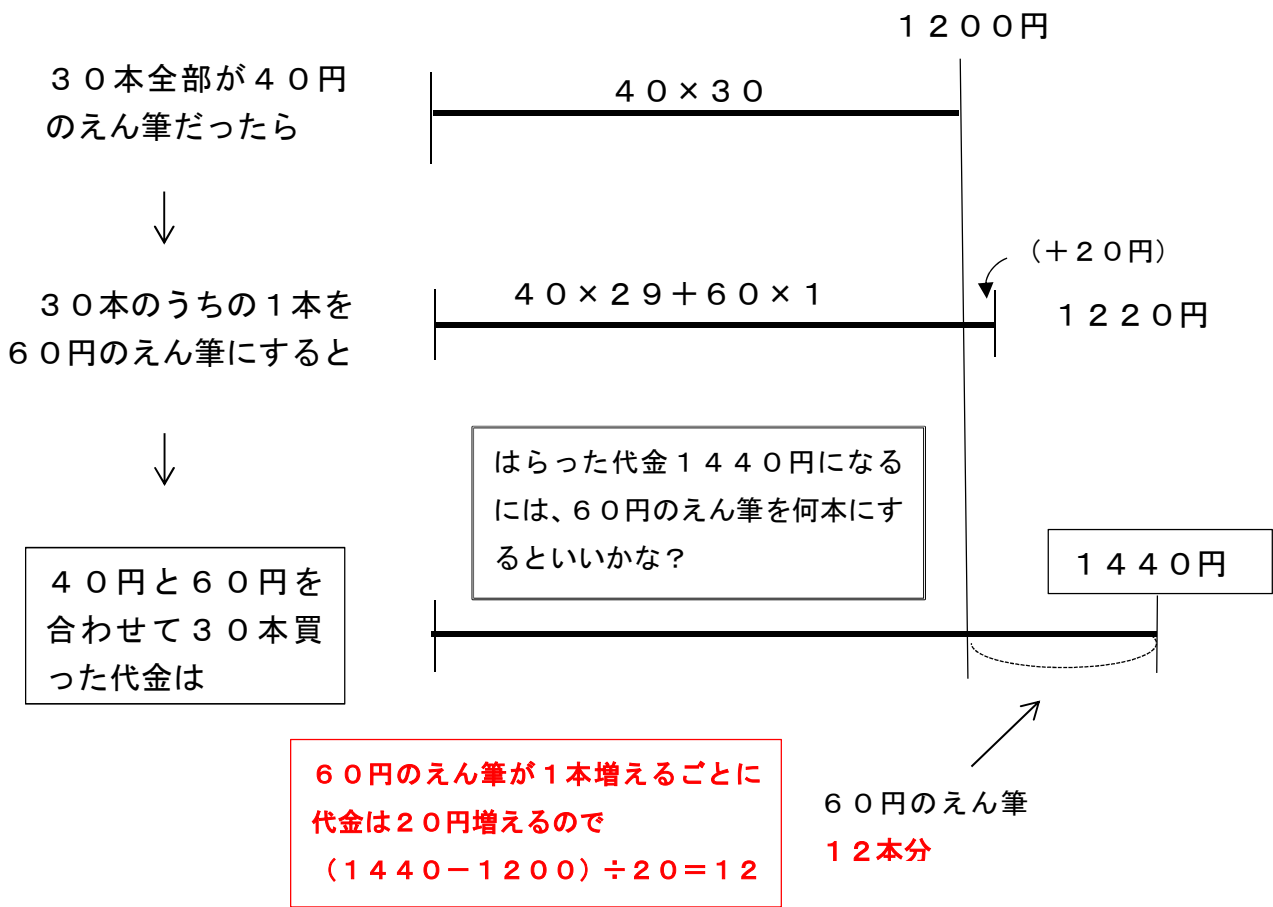 １２００円
３０本全部が４０円
のえん筆だったら
４０×３０
（＋２０円）
３０本のうちの１本を
６０円のえん筆にすると
４０×２９＋６０×１
１２２０円
はらった代金１４４０円になる
には、６０円のえん筆を何本にす
るといいかな？
１４４０円
４０円と６０円を
合わせて３０本買
った代金は
６０円のえん筆が１本増えるごとに
代金は２０円増えるので
（１４４０－１２００）÷２０＝１２
６０円のえん筆
１２本分